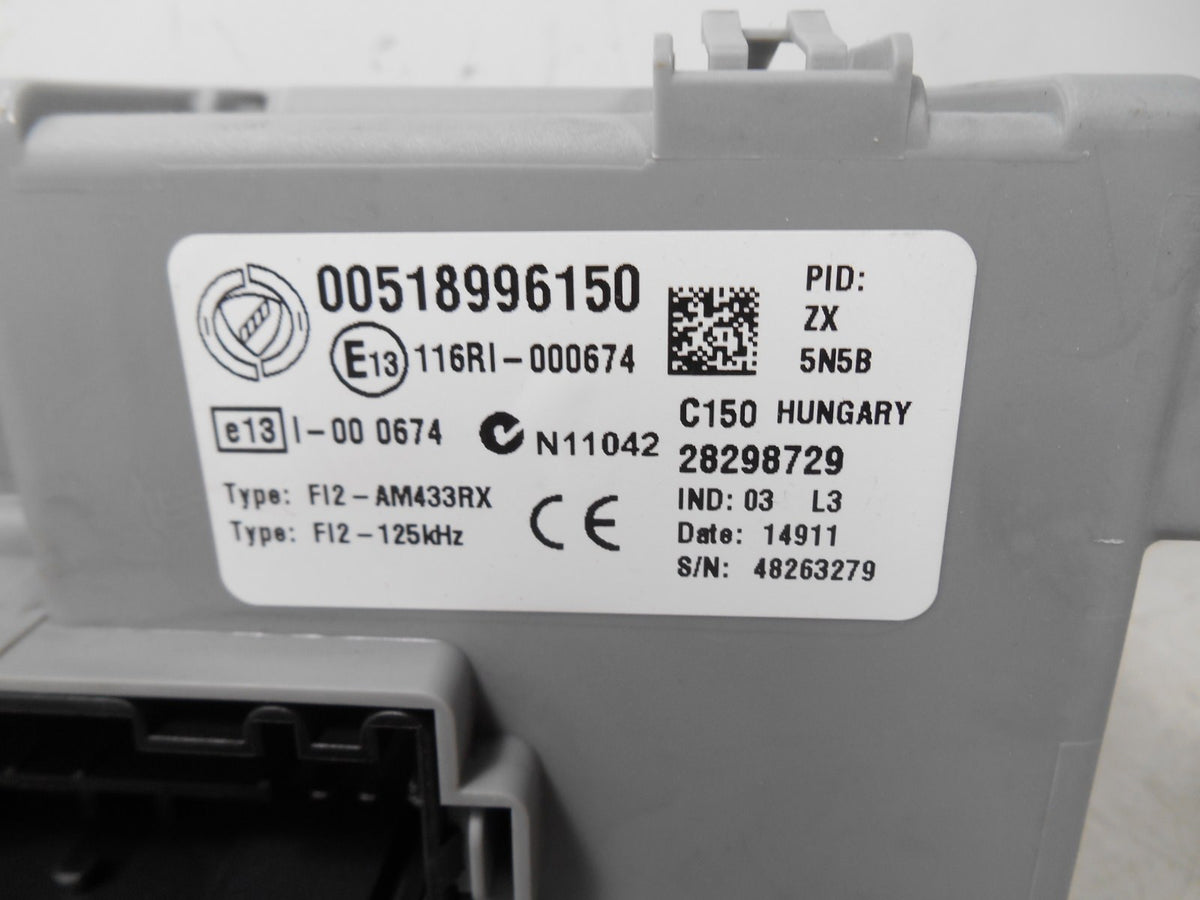 00518996150
E13 116RI-000674
e13 I-00 0674
N11042
Type: FI2-AM433RX
Type: FI2-125kHz
CE
PID:
ZX
5N5B
C150 HUNGARY
28298729
IND: 03 L3
Date: 14911
S/N: 48263279